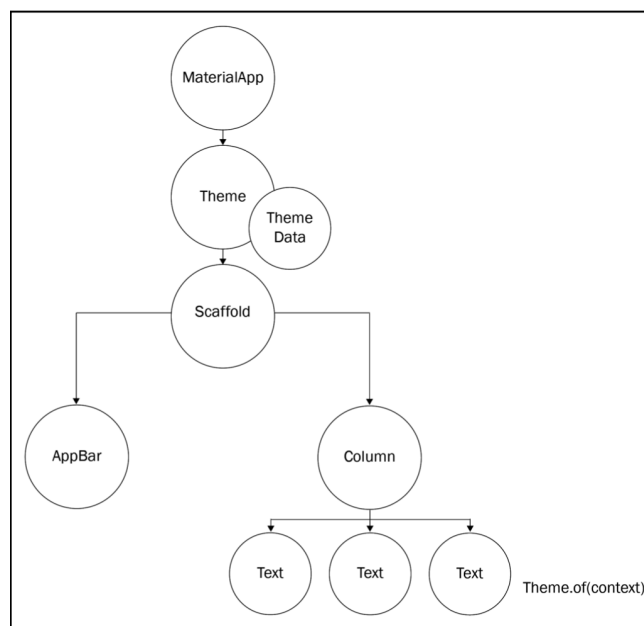 MaterialApp
Theme
Theme
Data
Scaffold
AppBar
Column
Text
Text
Text
Theme.of(context)